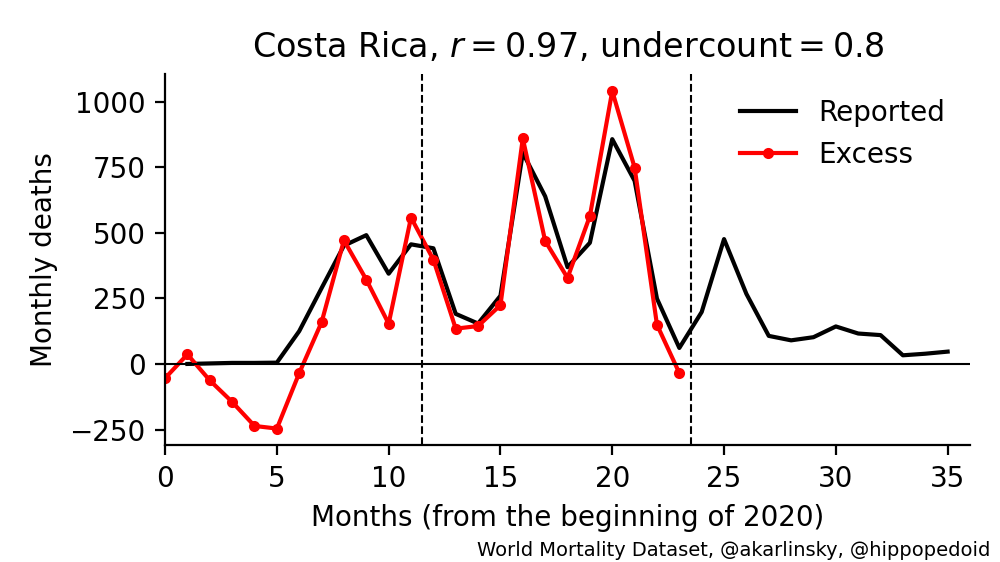 Costa Rica, r = 0.97, undercount = 0.8
1000
750
500
250
0
−250
Monthly deaths
Reported
Excess
0 5 10 15 20 25 30 35
Months (from the beginning of 2020)
World Mortality Dataset, @akarlinsky, @hippopedoid